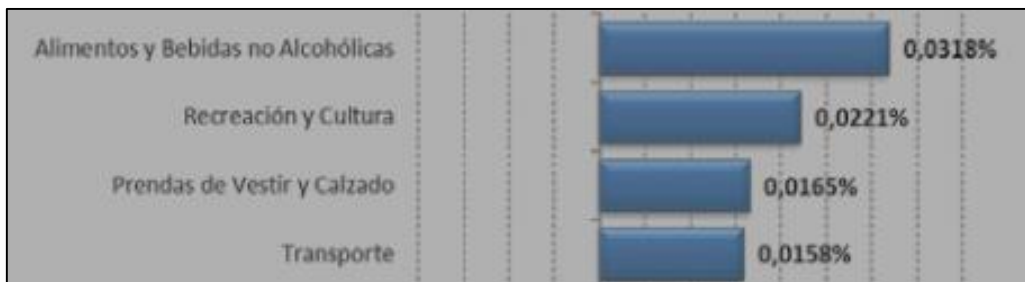 Alimentos y Bebidas no Alcohólicas 0,0318%
Recreación y Cultura 0,0221%
Prendas de Vestir y Calzado 0,0165%
Transporte 0,0158%